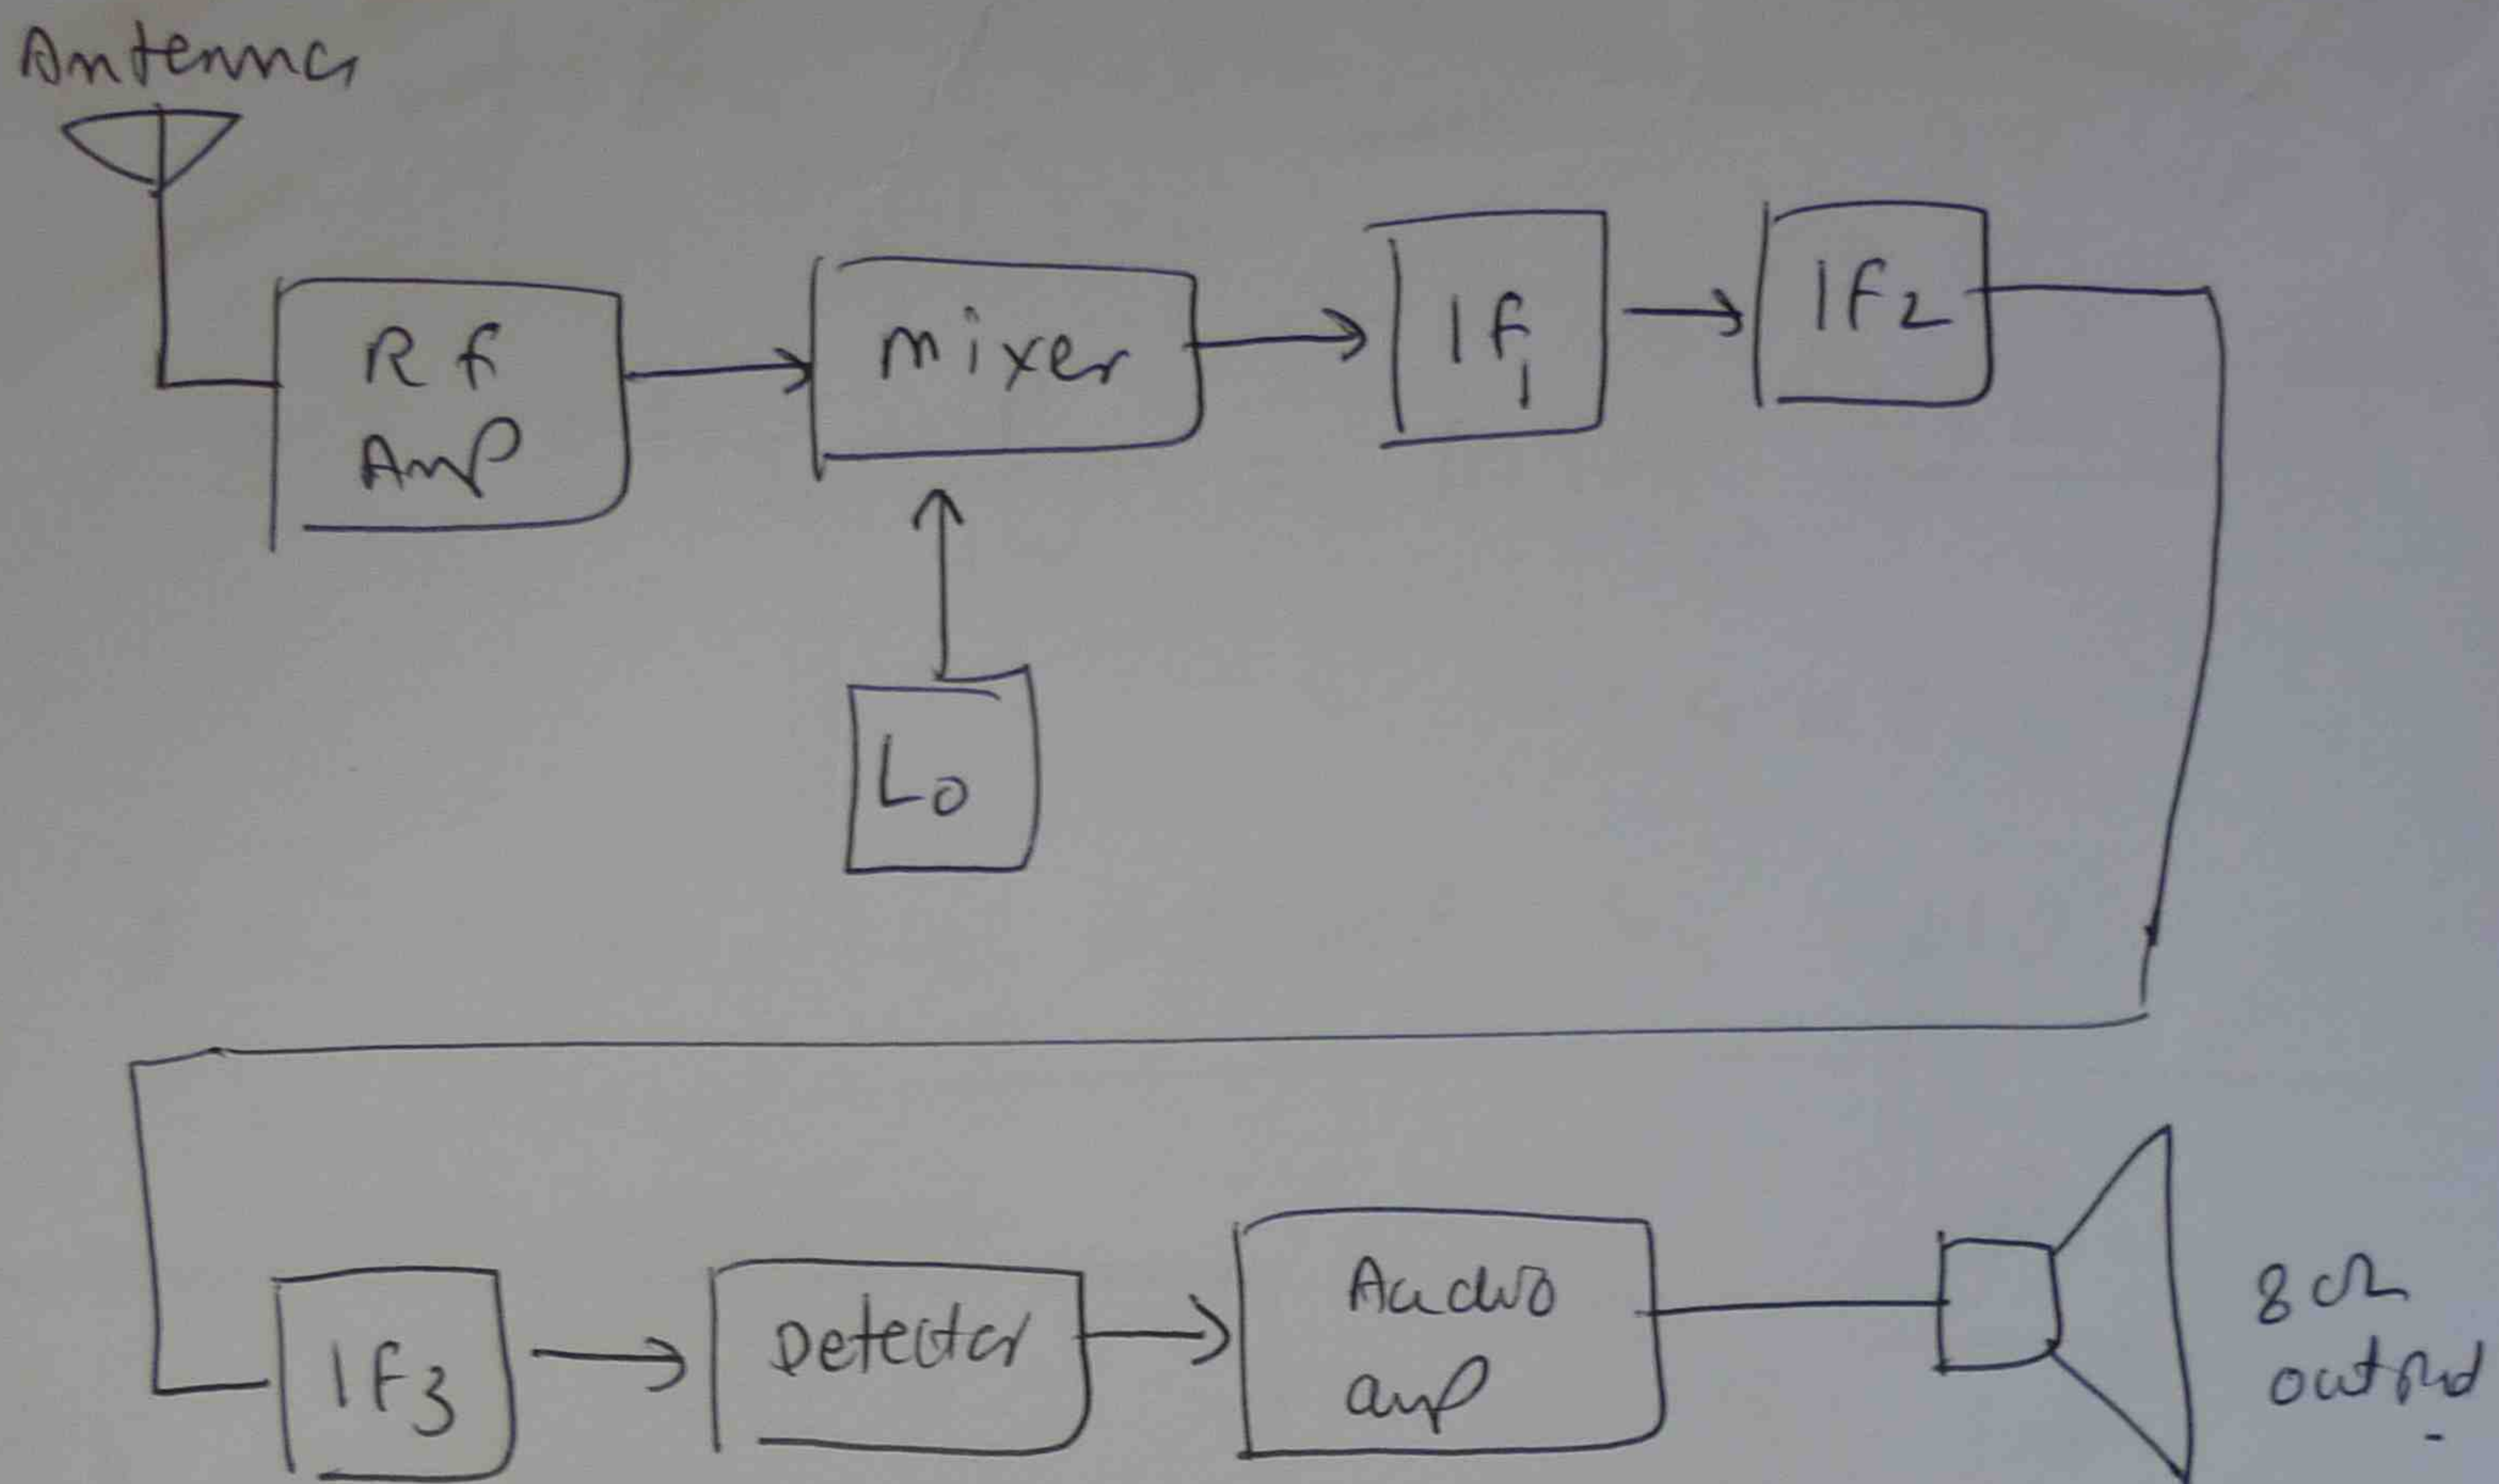 Antenna
Rf
Amp
mixer
If1
IF2
Lo
IF3
Detector
Audio
amp
8Ω
output